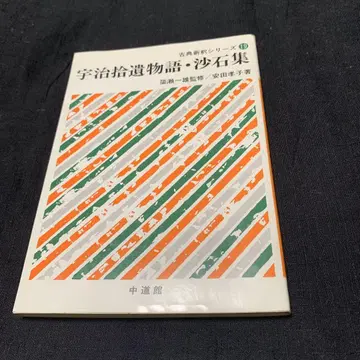 古典新釈シリーズ 19
宇治拾遺物語・沙石集
簗瀬一雄監修/安田孝子著
中道館